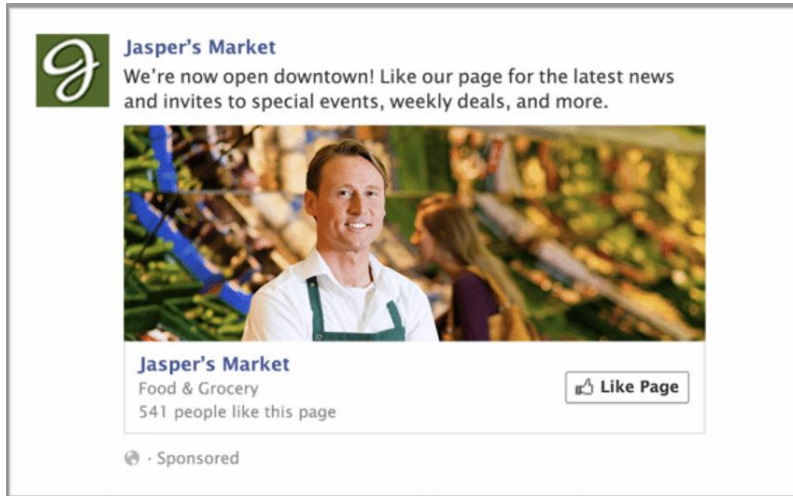 Jasper's Market
We're now open downtown! Like our page for the latest news
and invites to special events, weekly deals, and more.
Jasper's Market
Food & Grocery
541 people like this page
Like Page
· Sponsored